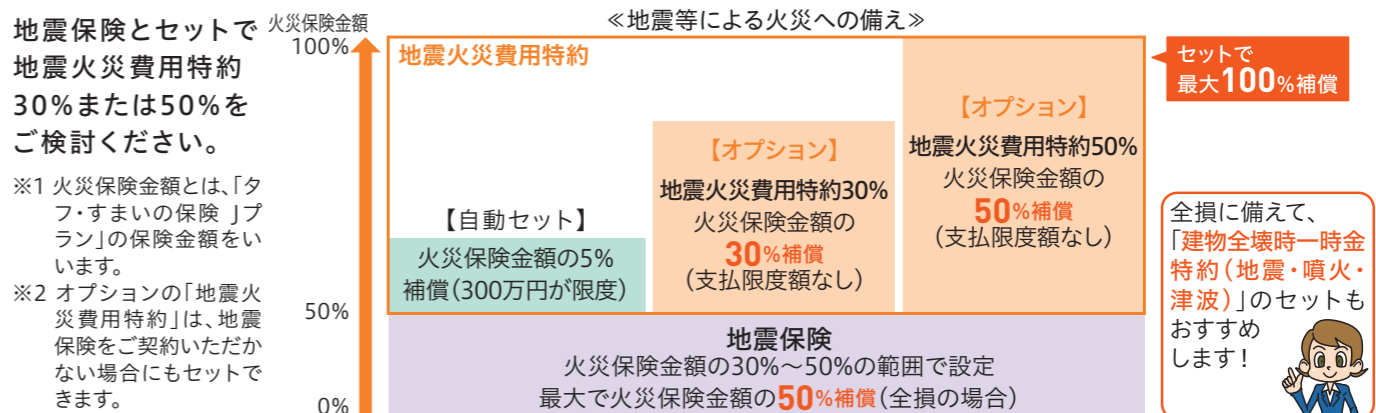 地震保険とセットで
地震火災費用特約
30%または50%を
ご検討ください。
※1 火災保険金額とは、「タ
フ・すまいの保険 」プ
ラン」の保険金額をい
います。
※2 オプションの「地震火
災費用特約」は、地震
保険をご契約いただか
ない場合にもセットで
きます。
≪地震等による火災への備え≫
火災保険金額
100%
50%
0%
地震火災費用特約
【自動セット】
火災保険金額の5%
補償(300万円が限度)
【オプション】
地震火災費用特約30%
火災保険金額の
30%補償
(支払限度額なし)
【オプション】
地震火災費用特約50%
火災保険金額の
50%補償
(支払限度額なし)
地震保険
火災保険金額の30%〜50%の範囲で設定
最大で火災保険金額の50%補償(全損の場合)
セットで
最大100%補償
全損に備えて、
「建物全壊時一時金
特約(地震・噴火・
津波)」のセットも
おすすめ
します!